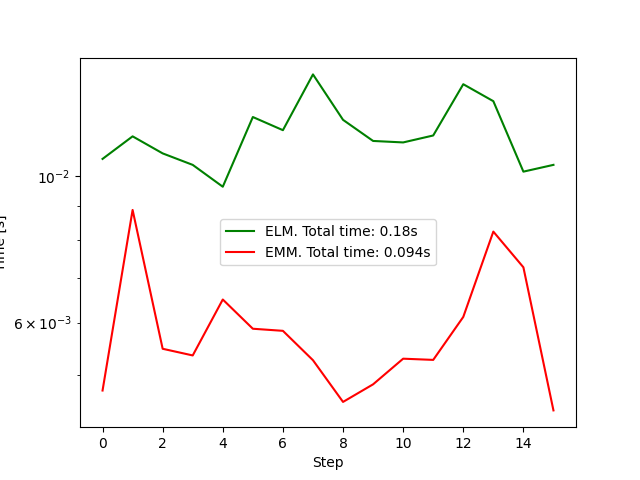 10⁻²
6 × 10⁻³
Time [s]
ELM. Total time: 0.18s
EMM. Total time: 0.094s
0 2 4 6 8 10 12 14
Step